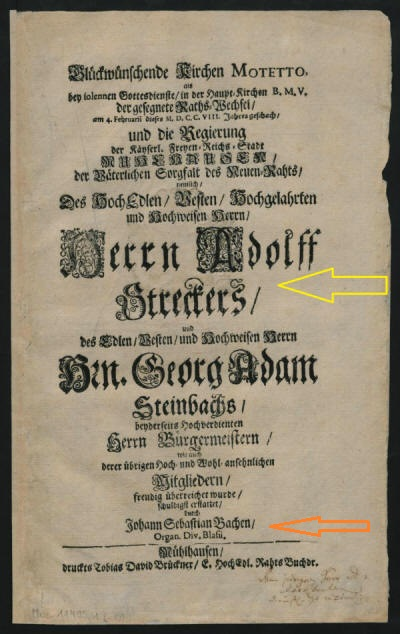 Glückwünschende Kirchen MOTETTO,
als
bey solennen Gottesdienste/ in der Haupt-Kirchen B. M. V.
der gesegnete Raths-Wechsel/
am 4. Februarii dieses M. D. C. C. VIII. Jahres geschach/
und die Regierung
der Käyserl. Freyen-Reichs-Stadt
MUHLHAUSEN/
der Väterlichen Sorgfalt des Neuen-Rahts/
nemlich/
Des HochEdlen/ Vesten/ Hochgelahrten
und Hochweisen Herrn/
Herrn Adolff
Streckers/
und
des Edlen/ Vesten/ und Hochweisen Herrn
Hrn. Georg Adam
Steinbachs/
beyderseits Hochverdienten
Herrn Bürgermeistern/
wie auch
derer übrigen Hoch- und Wohl-ansehnlichen
Mitgliedern/
freudig überreichet wurde/
schuldigst erstattet/
durch
Johann Sebastian Bachen/
Organ. Div. Blasii.
Mühlhausen/
druckts Tobias David Brückner/ E. HochEdl. Rahts Buchdr.